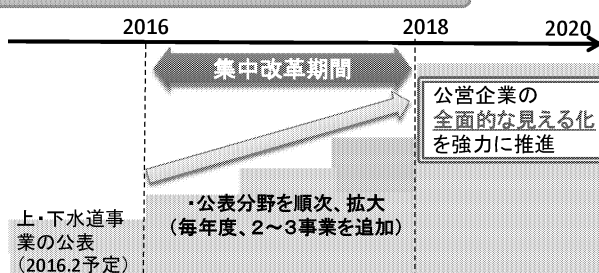 2016
2018
2020
集中改革期間
公営企業の
全面的な見える化
を強力に推進
・公表分野を順次、拡大
(毎年度、2~3事業を追加)
上・下水道事
業の公表
(2016.2予定)